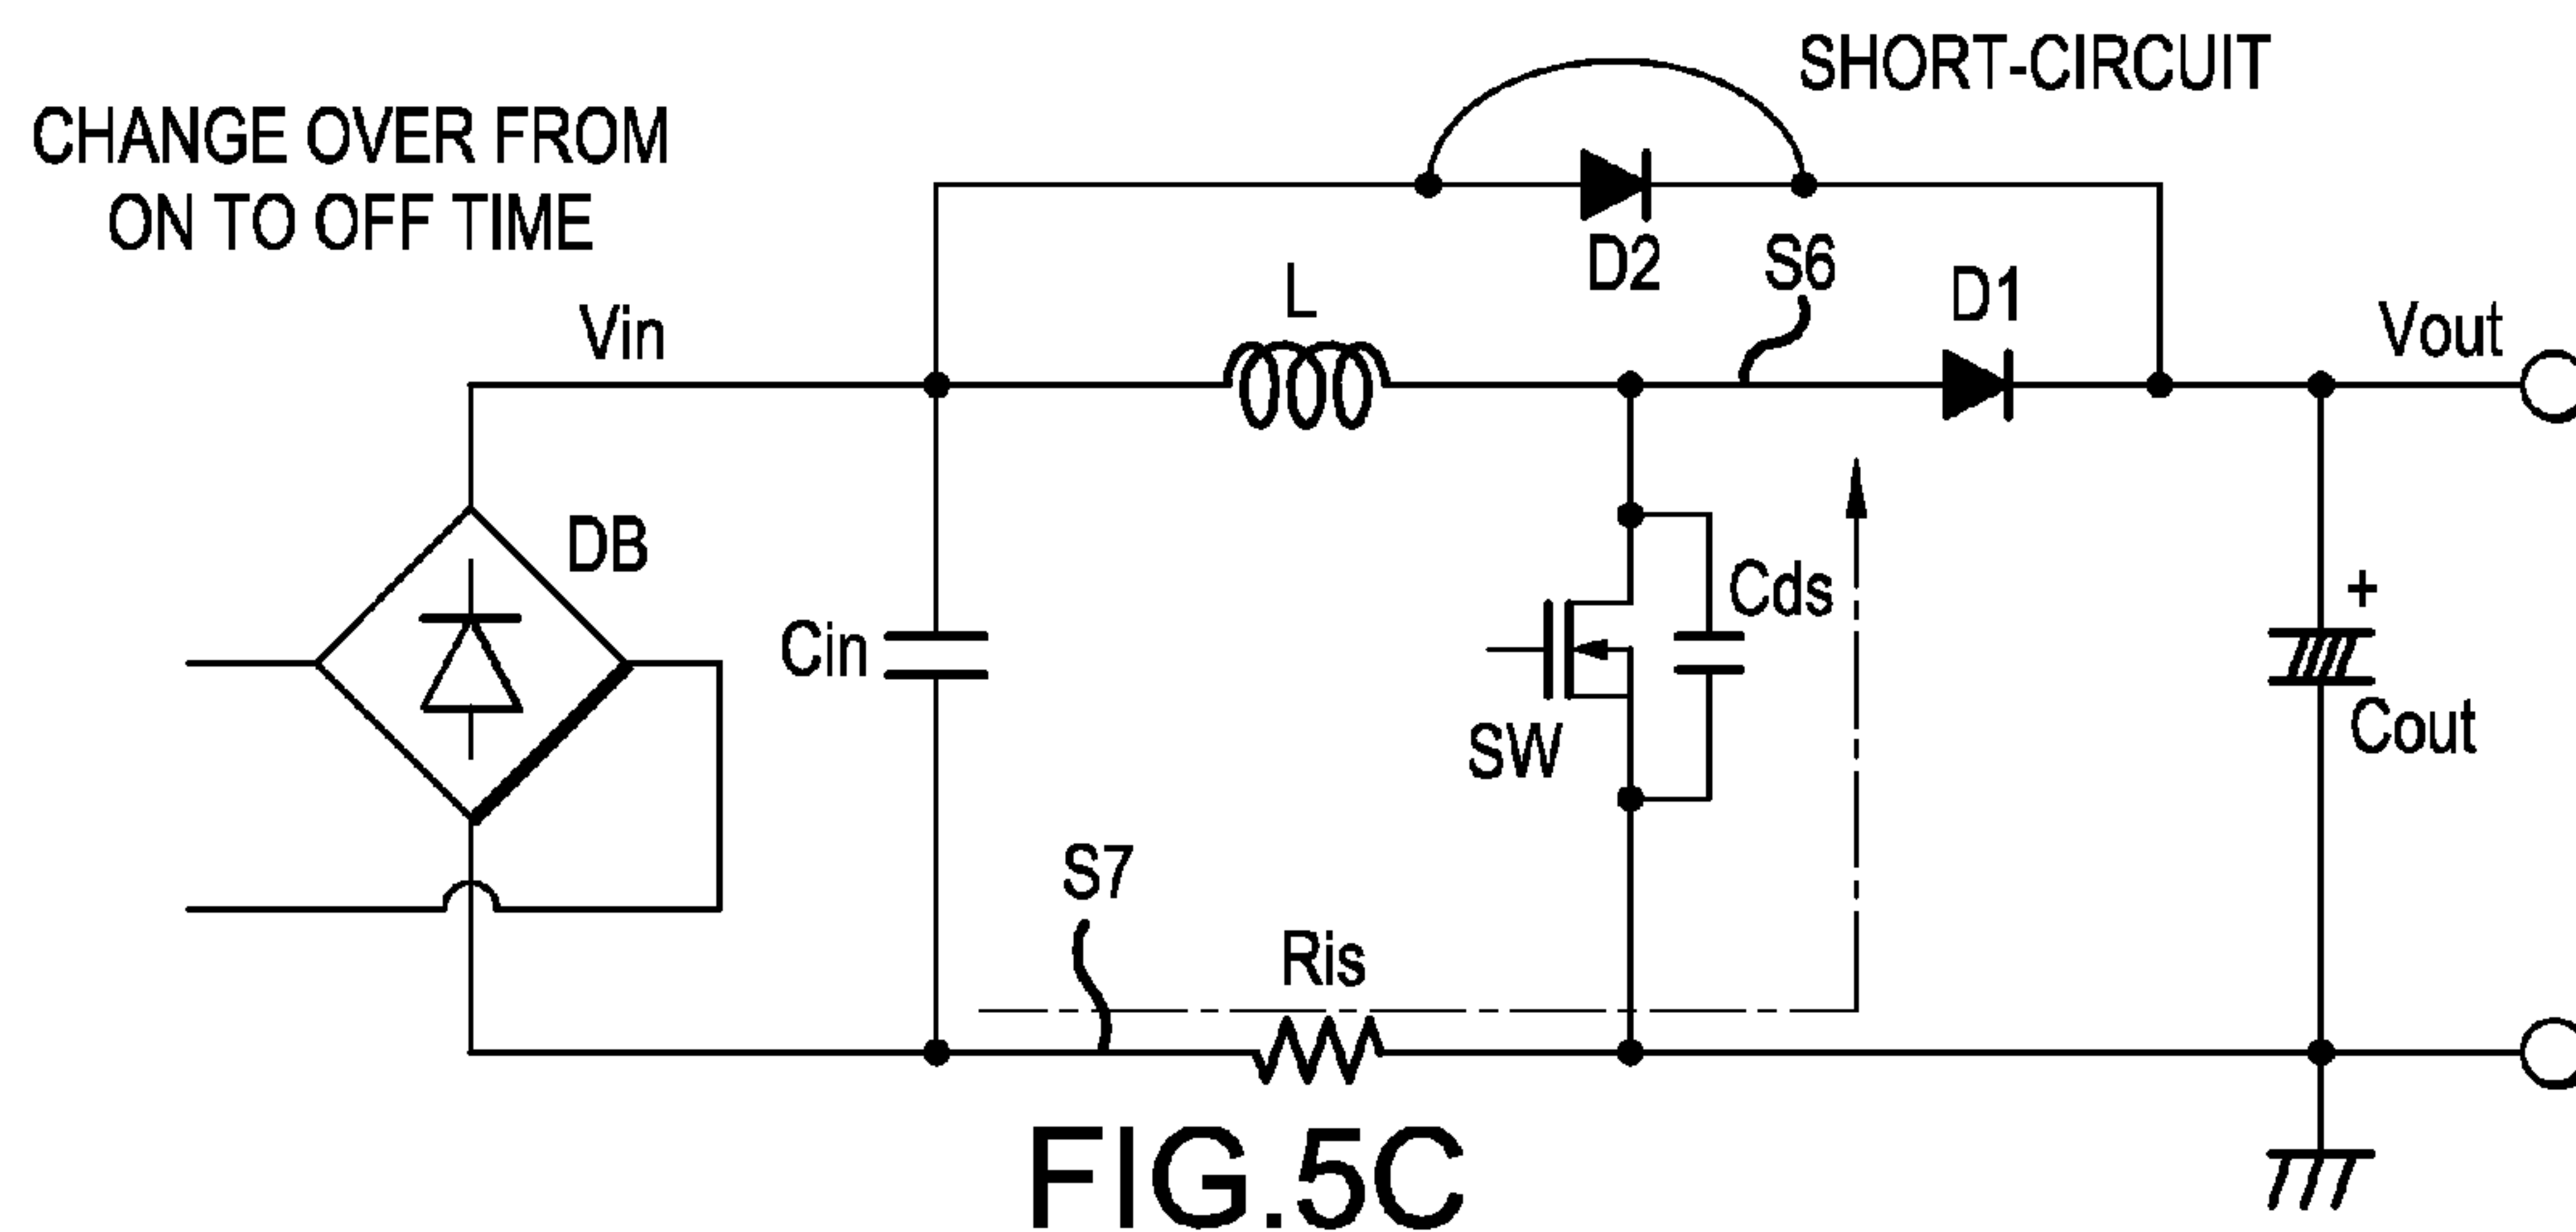 SHORT-CIRCUIT
CHANGE OVER FROM
ON TO OFF TIME
D2
S6
L
D1
Vin
Vout
DB
Cds
+
Cin
SW
Cout
S7
Ris
FIG.5C